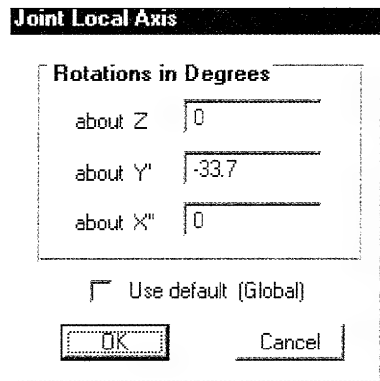 Joint Local Axis
Rotations in Degrees
about Z 0
about Y' -33.7
about X" 0
Use default (Global)
OK Cancel